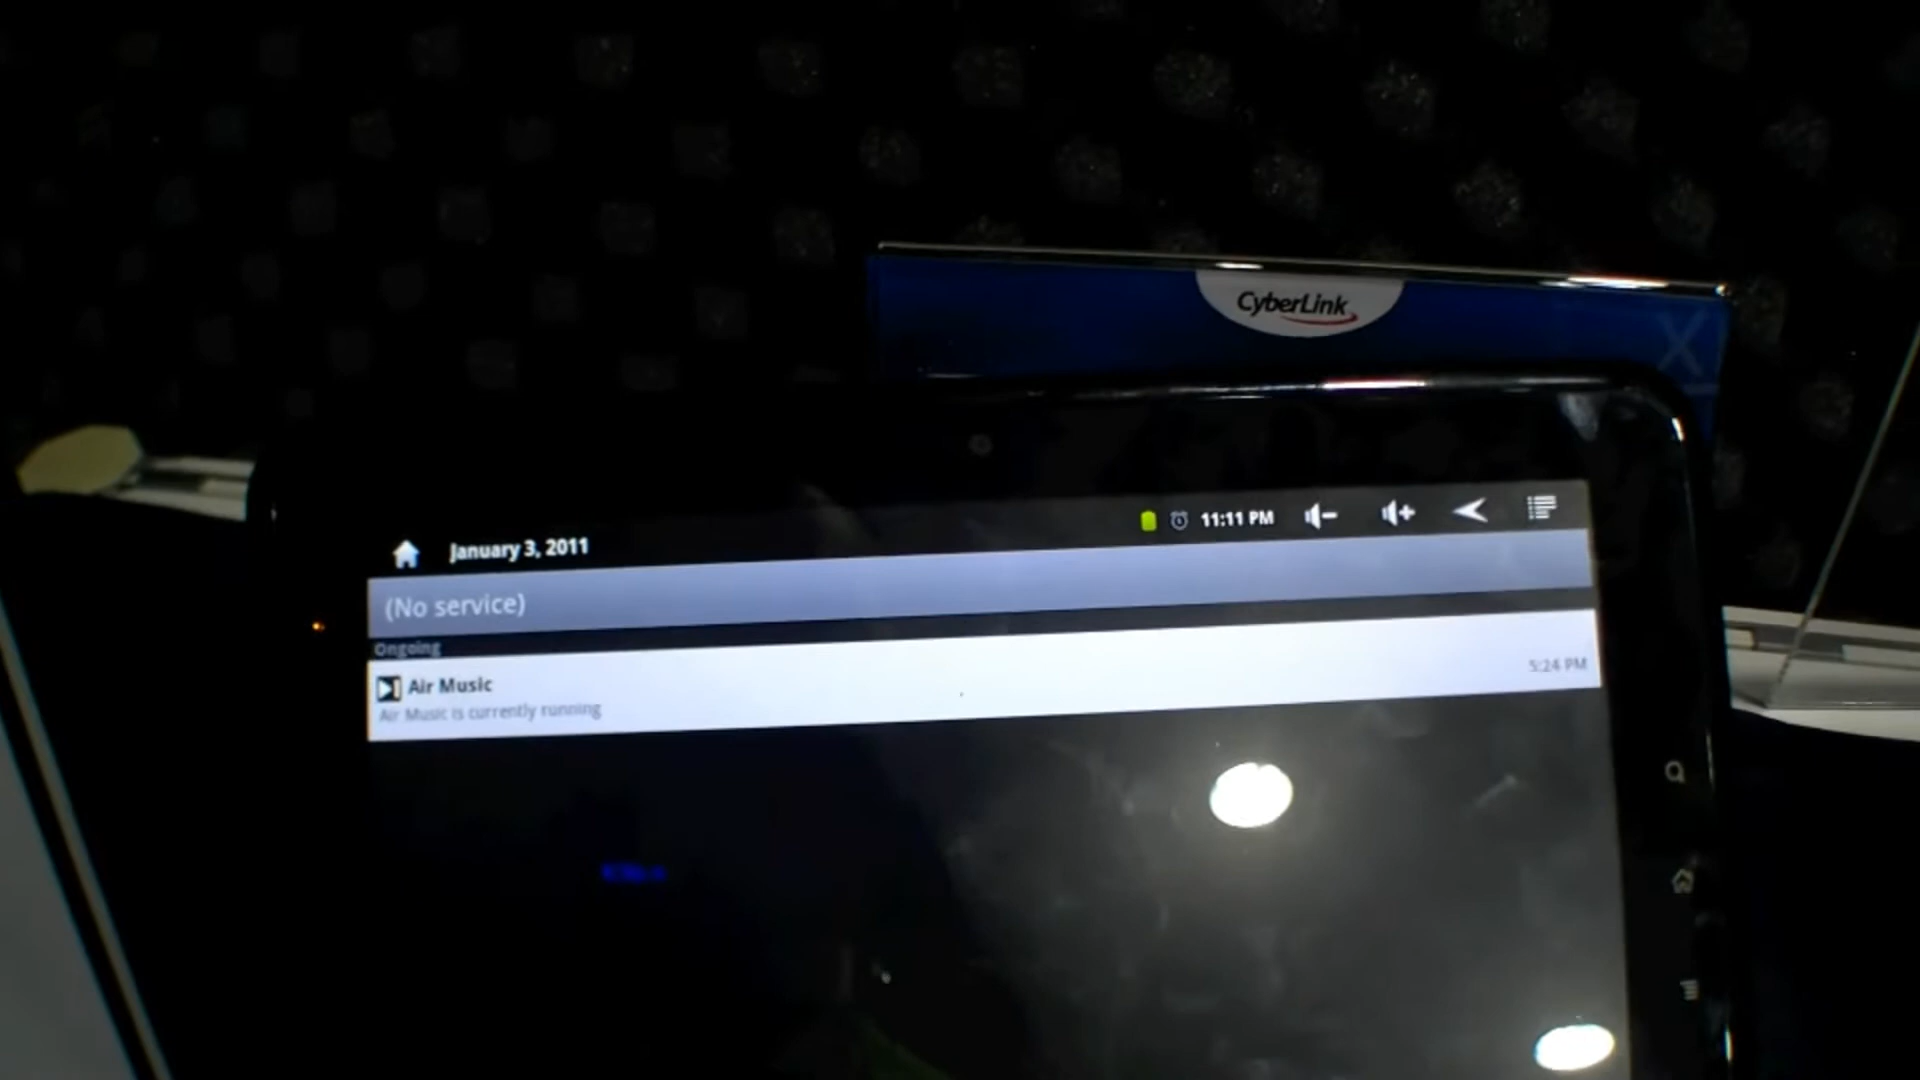 CyberLink
X
January 3, 2011
11:11 PM
(No service)
Ongoing
Air Music
5:24 PM
Air Music is currently running